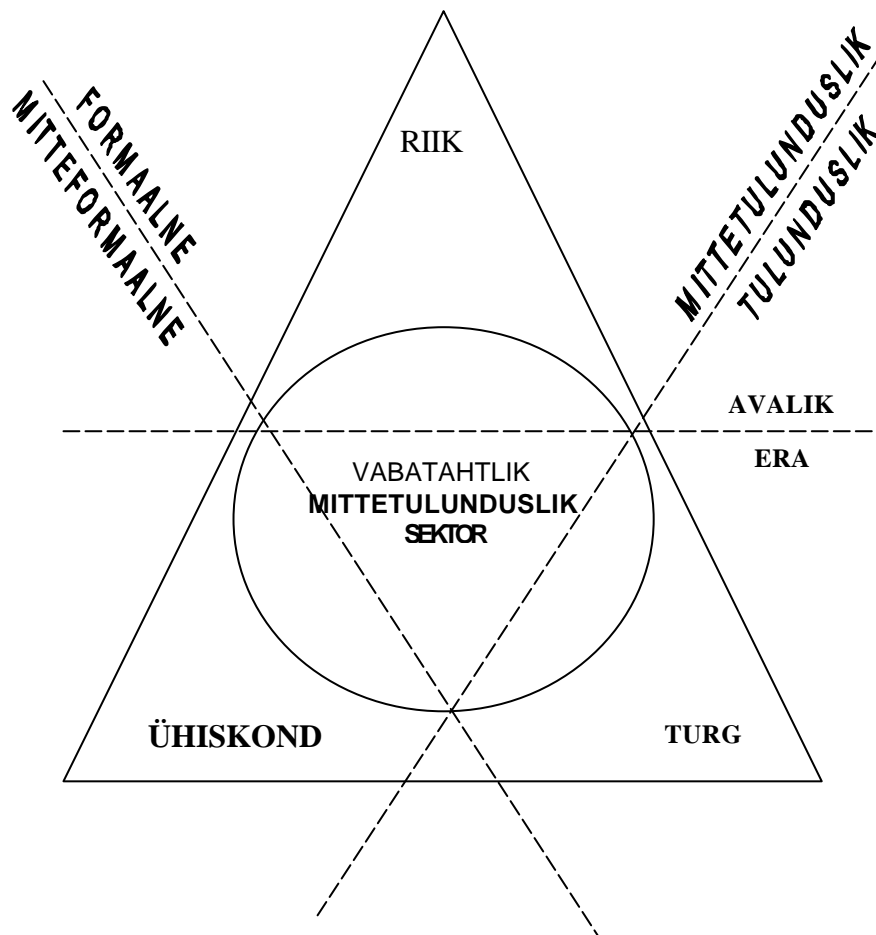 FORMAALNE
MITTEFORMAALNE
MITTETULUNDUSLIK
TULUNDUSLIK
RIIK
AVALIK
ERA
VABATAHTLIK
MITTETULUNDUSLIK
SEKTOR
ÜHISKOND
TURG